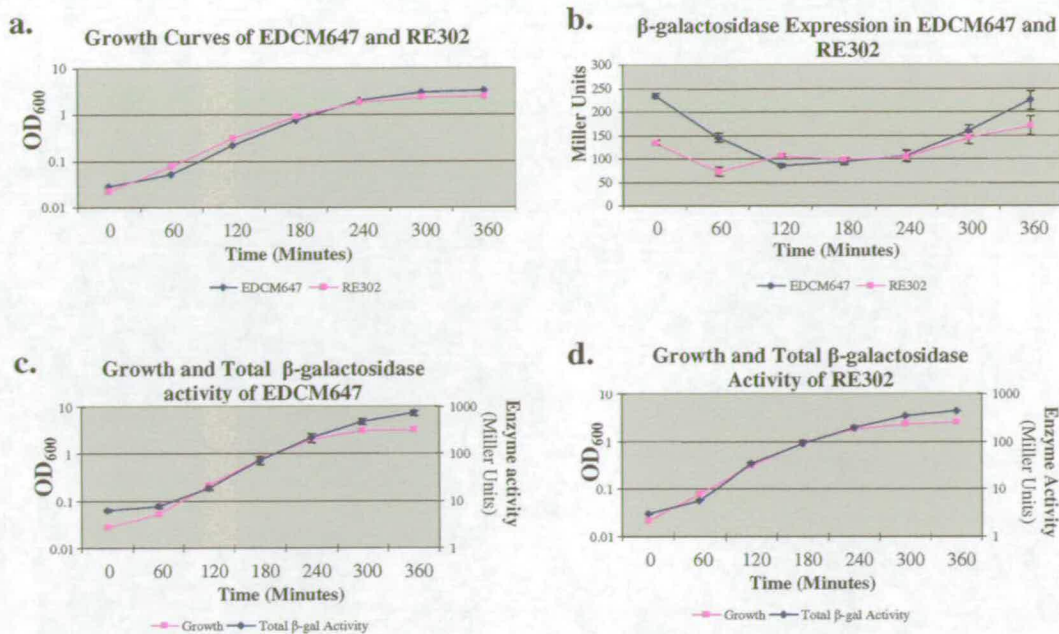 a.
Growth Curves of EDCM647 and RE302
10
1
0.1
0.01
OD600
0 60 120 180 240 300 360
Time (Minutes)
EDCM647 RE302
b.
β-galactosidase Expression in EDCM647 and
RE302
300
250
200
150
100
50
0
Miller Units
0 60 120 180 240 300 360
Time (Minutes)
EDCM647 RE302
c.
Growth and Total β-galactosidase
activity of EDCM647
10
1
0.1
0.01
OD600
1000
100
10
1
Enzyme activity
(Miller Units)
0 60 120 180 240 300 360
Time (Minutes)
Growth Total β-gal Activity
d.
Growth and Total β-galactosidase
Activity of RE302
10
1
0.1
0.01
OD600
1000
100
10
1
Enzyme Activity
(Miller Units)
0 60 120 180 240 300 360
Time (Minutes)
Growth Total β-gal Activity